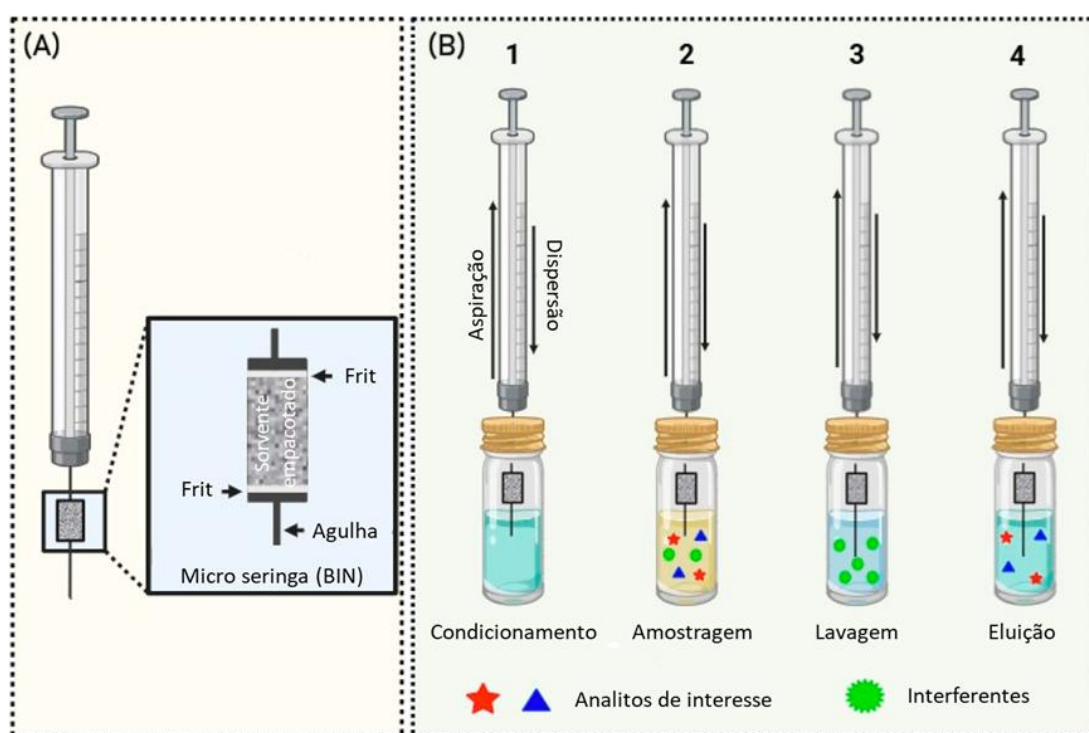 (A)
Frit
Sorvente
empacotado
Frit
Agulha
Micro seringa (BIN)
(B)
1 2 3 4
Aspiração
Dispersão
Condicionamento Amostragem Lavagem Eluição
Analitos de interesse Interferentes